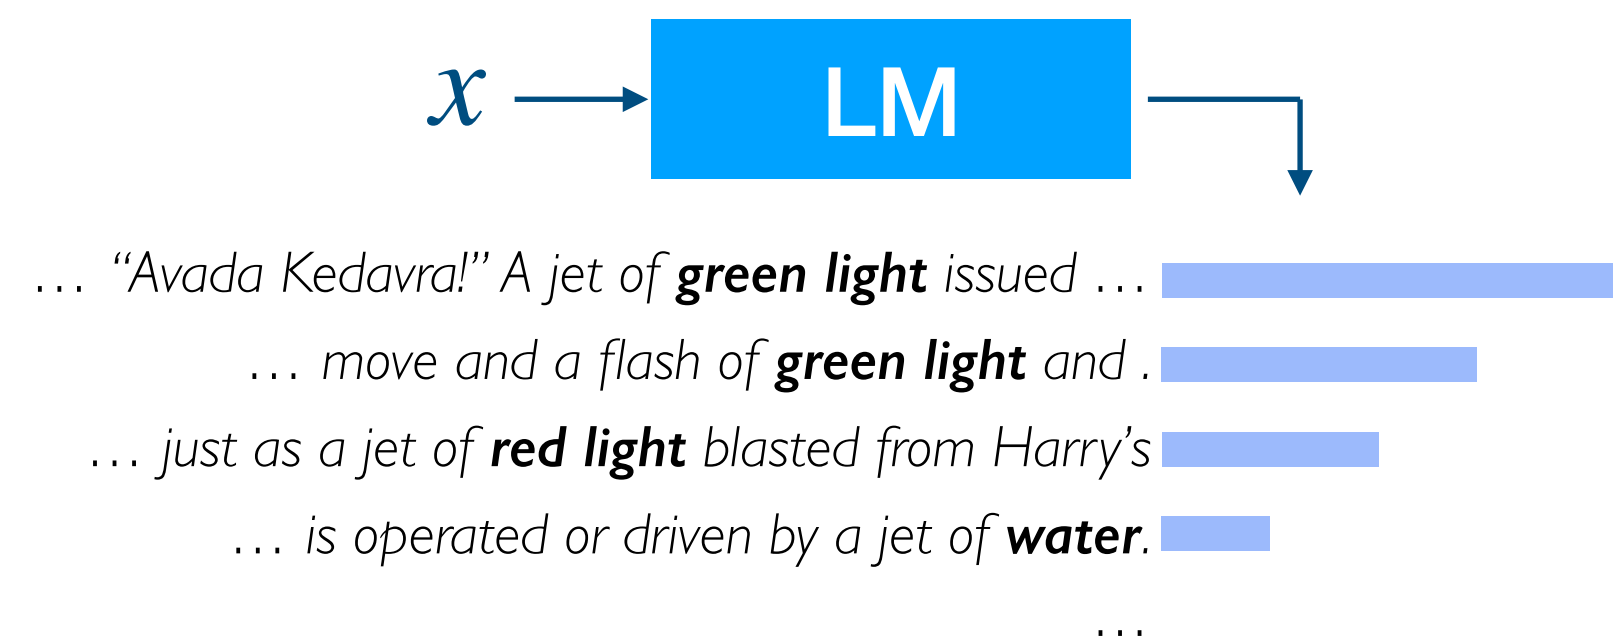 x LM
… “Avada Kedavra!” A jet of green light issued …
… move and a flash of green light and .
… just as a jet of red light blasted from Harry’s
… is operated or driven by a jet of water.
…